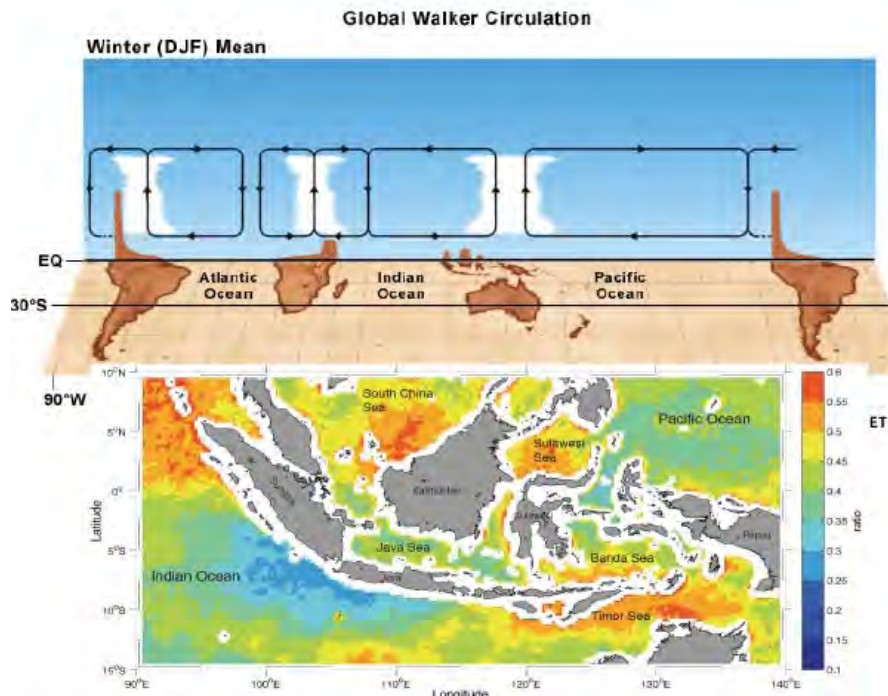 Global Walker Circulation
Winter (DJF) Mean
EQ
Atlantic
Ocean
Indian
Ocean
Pacific
Ocean
30°S
90°W
10°N
5°N
0°
5°S
10°S
15°S
Latitude
South China
Sea
Pacific Ocean
Sulawesi
Sea
Kalimantan
Java Sea
Banda Sea
Papua
Indian Ocean
Java
Timor Sea
90°E
100°E
110°E
120°E
130°E
140°E
Longitude
0.6
0.55
0.5
0.45
0.4
0.35
0.3
0.25
0.2
0.15
0.1
ratio
ET